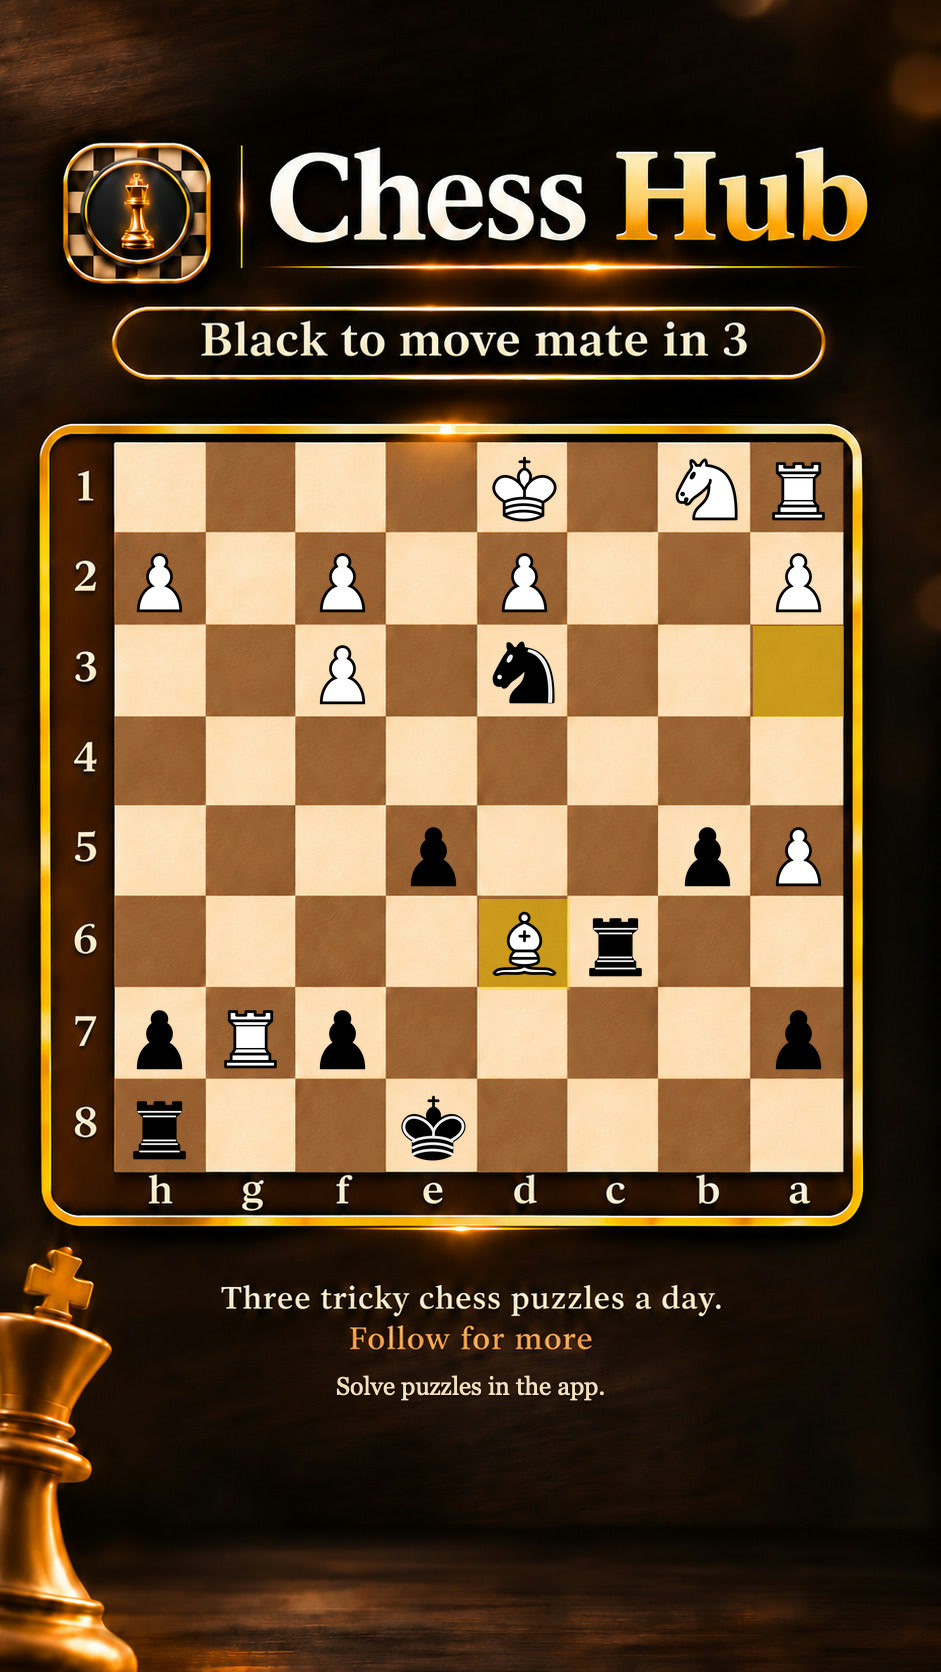 Chess Hub
Black to move mate in 3
1
2
3
4
5
6
7
8
h g f e d c b a
Three tricky chess puzzles a day.
Follow for more
Solve puzzles in the app.